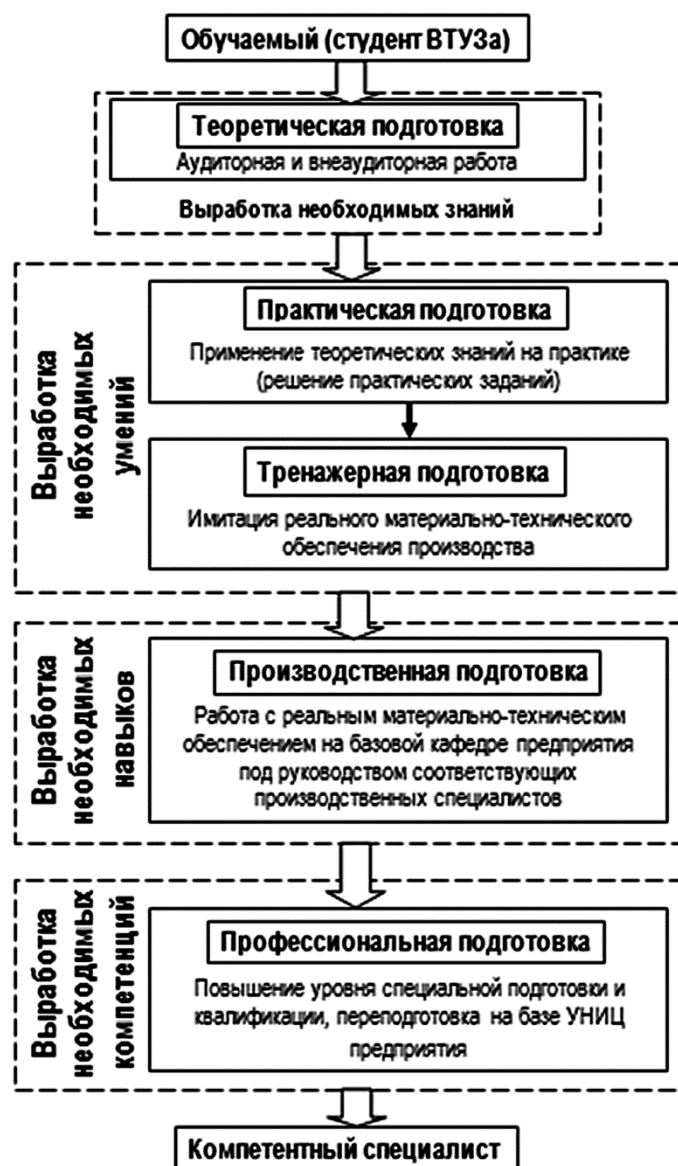 Обучаемый (студент ВТУЗа)
Теоретическая подготовка
Аудиторная и внеаудиторная работа
Выработка необходимых знаний
Выработка
необходимых
умений
Практическая подготовка
Применение теоретических знаний на практике
(решение практических заданий)
Тренажерная подготовка
Имитация реального материально-технического
обеспечения производства
Выработка
необходимых
навыков
Производственная подготовка
Работа с реальным материально-техническим
обеспечением на базовой кафедре предприятия
под руководством соответствующих
производственных специалистов
Выработка
необходимых
компетенций
Профессиональная подготовка
Повышение уровня специальной подготовки и
квалификации, переподготовка на базе УНИЦ
предприятия
Компетентный специалист